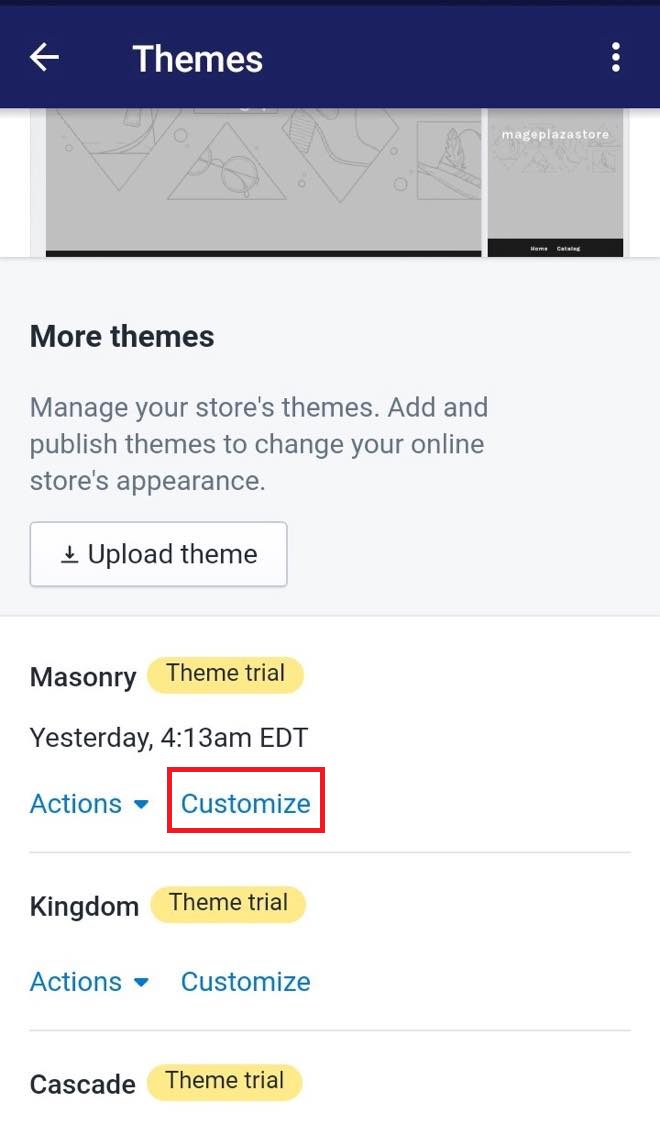 Themes
mageplazastore
Home Catalog
More themes
Manage your store's themes. Add and
publish themes to change your online
store's appearance.
Upload theme
Masonry Theme trial
Yesterday, 4:13am EDT
Actions Customize
Kingdom Theme trial
Actions Customize
Cascade Theme trial